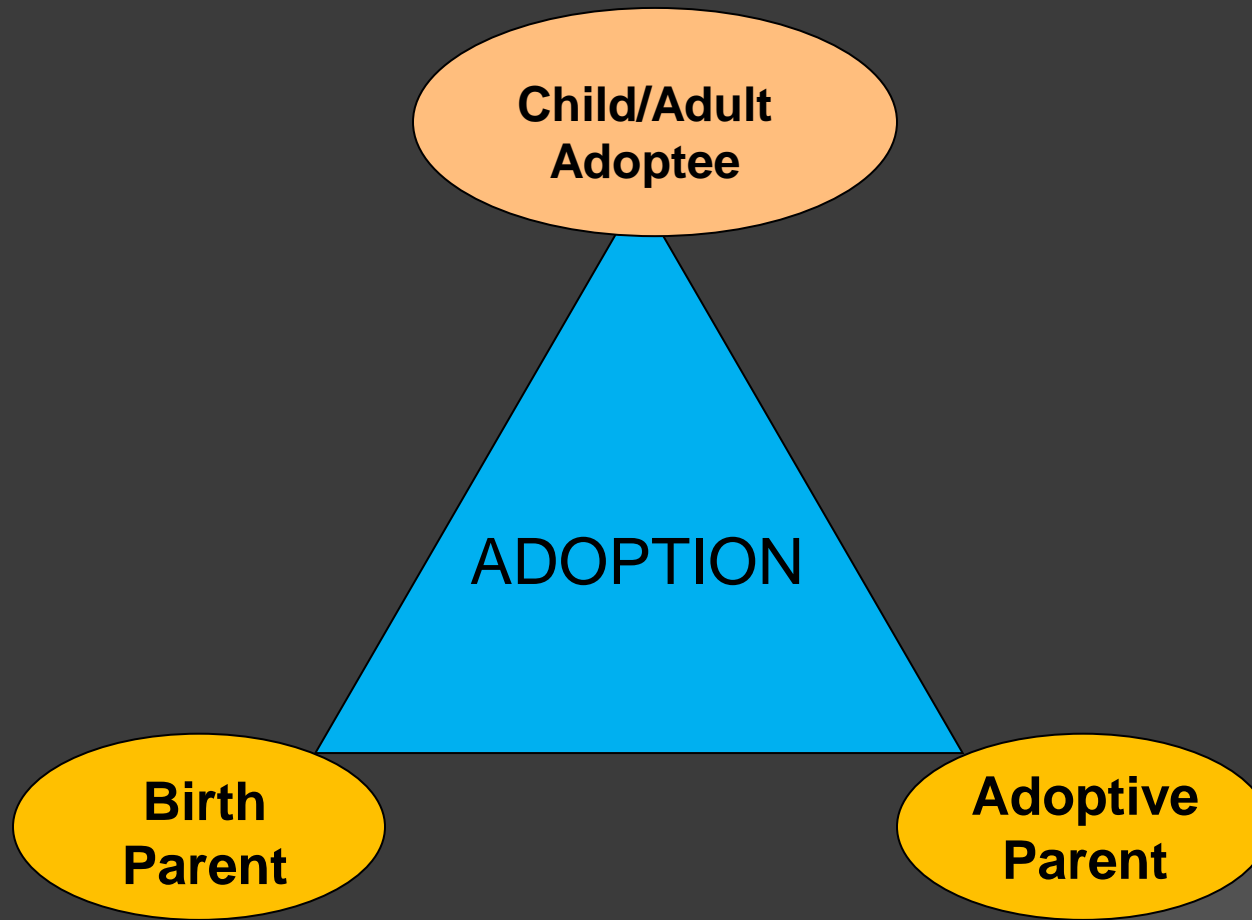 Child/Adult
Adoptee
ADOPTION
Birth
Parent
Adoptive
Parent